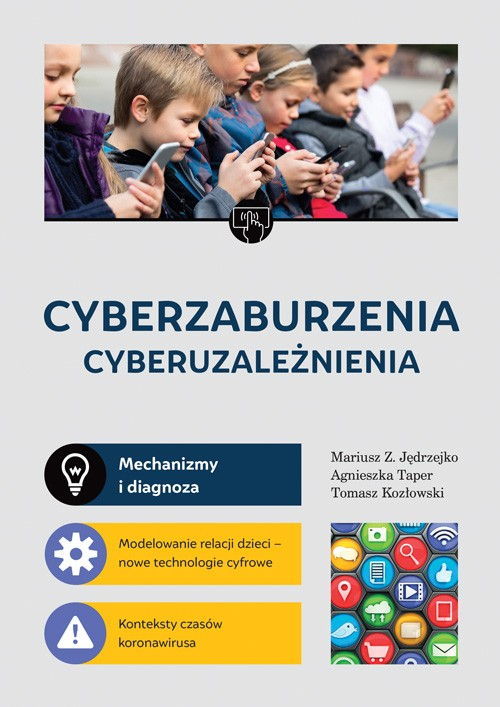 CYBERZABURZENIA
CYBERUZALEŻNIENIA
Mechanizmy
i diagnoza
Mariusz Z. Jędrzejko
Agnieszka Taper
Tomasz Kozłowski
Modelowanie relacji dzieci –
nowe technologie cyfrowe
Konteksty czasów
koronawirusa